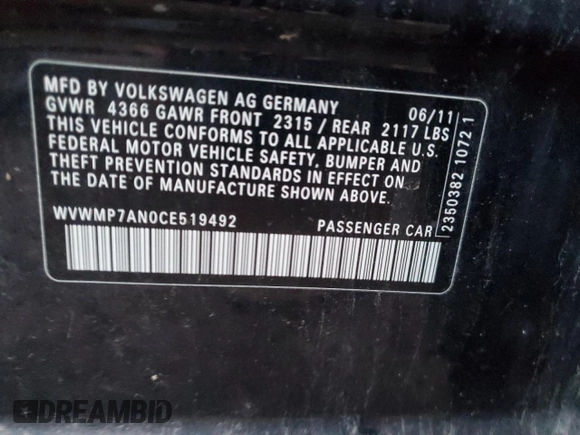 MFD BY VOLKSWAGEN AG GERMANY 06/11
GVWR 4366 GAWR FRONT 2315 / REAR 2117 LBS
THIS VEHICLE CONFORMS TO ALL APPLICABLE U.S.
FEDERAL MOTOR VEHICLE SAFETY, BUMPER AND
THEFT PREVENTION STANDARDS IN EFFECT ON
THE DATE OF MANUFACTURE SHOWN ABOVE.
WVWMP7AN0CE519492 PASSENGER CAR
2350382 1072 1
DREAMBID